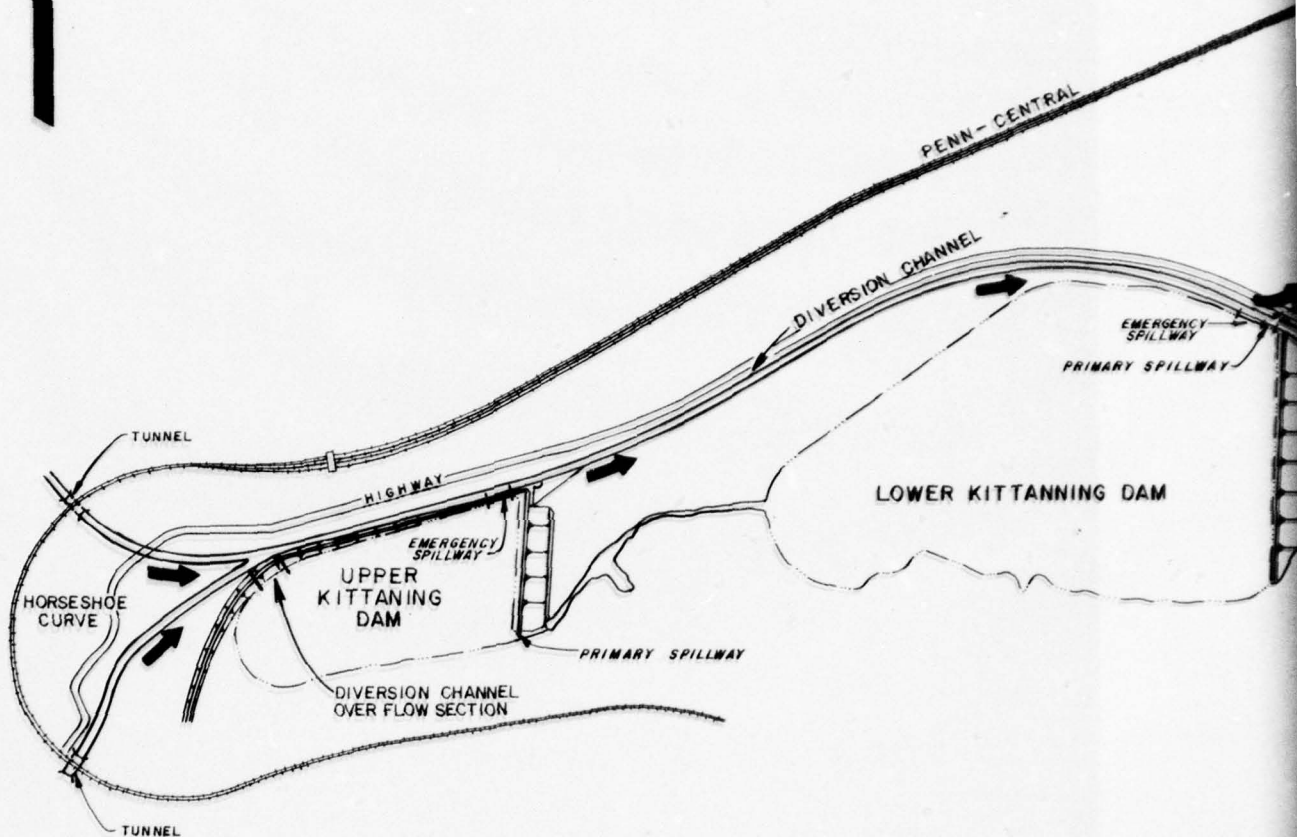 PENN-CENTRAL
DIVERSION CHANNEL
EMERGENCY
SPILLWAY
PRIMARY SPILLWAY
TUNNEL
HIGHWAY
LOWER KITTANNING DAM
EMERGENCY
SPILLWAY
UPPER
KITTANING
DAM
HORSESHOE
CURVE
PRIMARY SPILLWAY
DIVERSION CHANNEL
OVER FLOW SECTION
TUNNEL